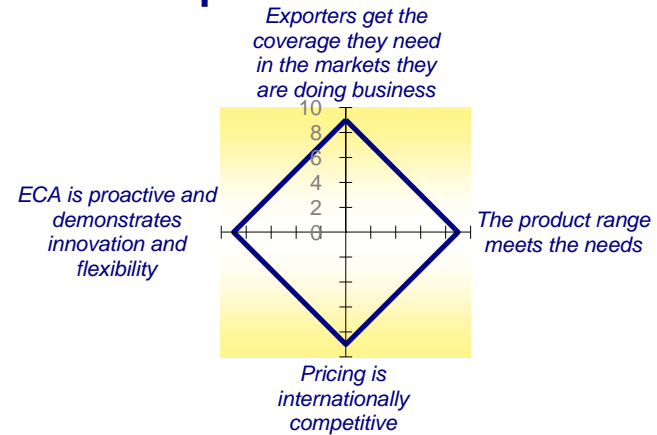 Exporters get the
coverage they need
in the markets they
are doing business
10
8
6
4
2
0
ECA is proactive and
demonstrates
innovation and
flexibility
The product range
meets the needs
Pricing is
internationally
competitive